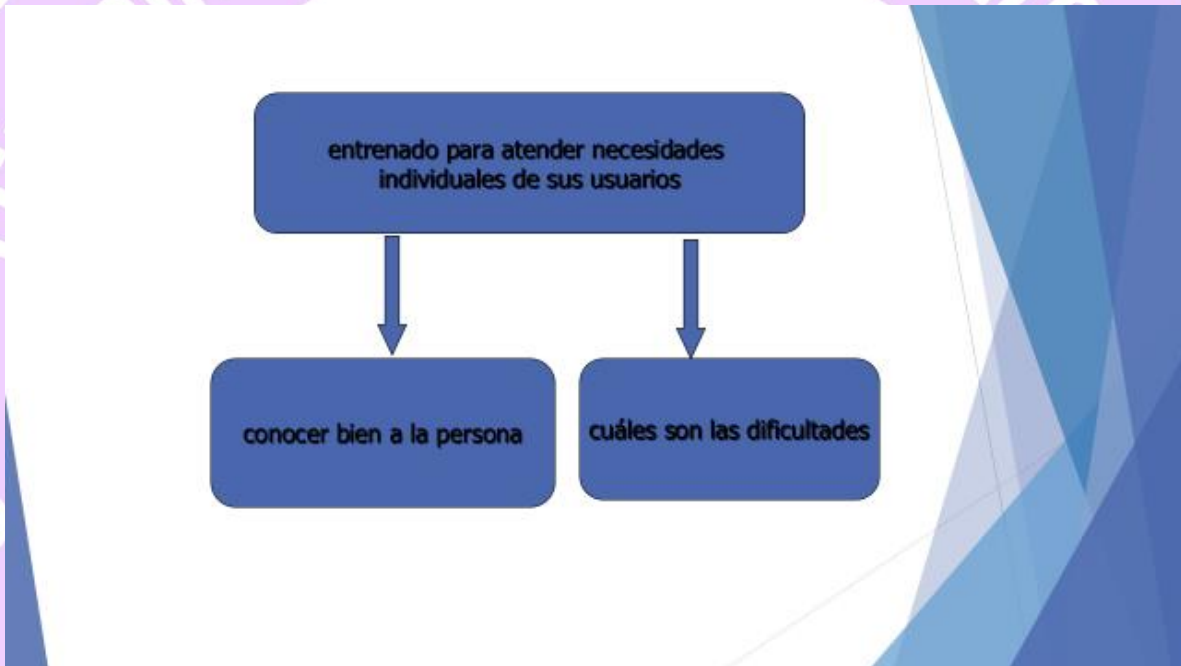 entrenado para atender necesidades
individuales de sus usuarios
conocer bien a la persona
cuáles son las dificultades